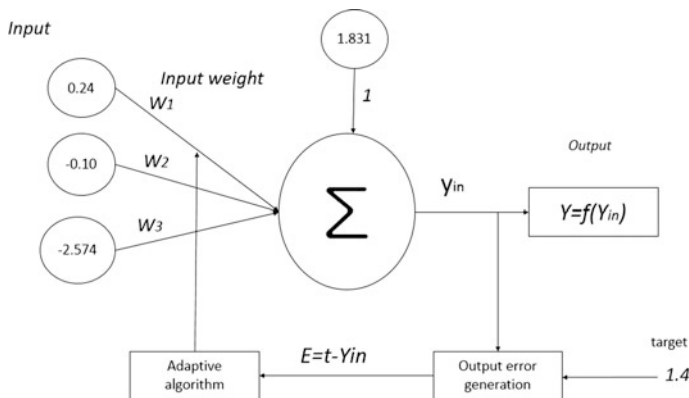 Input
1.831
0.24
Input weight
W1
1
-0.10
W2
Output
Σ
yin
Y=f(Yin)
W3
-2.574
target
E=t-Yin
Adaptive
algorithm
Output error
generation
1.4